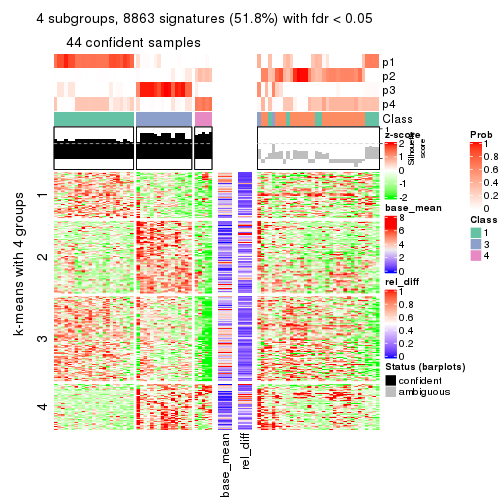 4 subgroups, 8863 signatures (51.8%) with fdr < 0.05
44 confident samples
p1
p2
p3
p4
Class
1
Silhouette
score
k-means with 4 groups
1
2
3
4
base_mean
rel_diff
z-score
2
1
0
-1
-2
base_mean
8
6
4
2
0
rel_diff
1
0.8
0.6
0.4
0.2
0
Status (barplots)
confident
ambiguous
Prob
1
0.8
0.6
0.4
0.2
0
Class
1
3
4